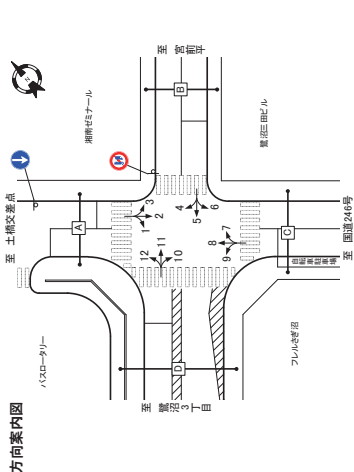 方向案内図
至 宮前平
湘南ゼミナール
鷺沼三田ビル
B
至 土橋交差点
A
1
2
3
4
5
6
7
8
9
10
11
12
C
至 国道246号
自転車駐車場
D
バスロータリー
フレルさぎ沼
至 鷺沼3丁目